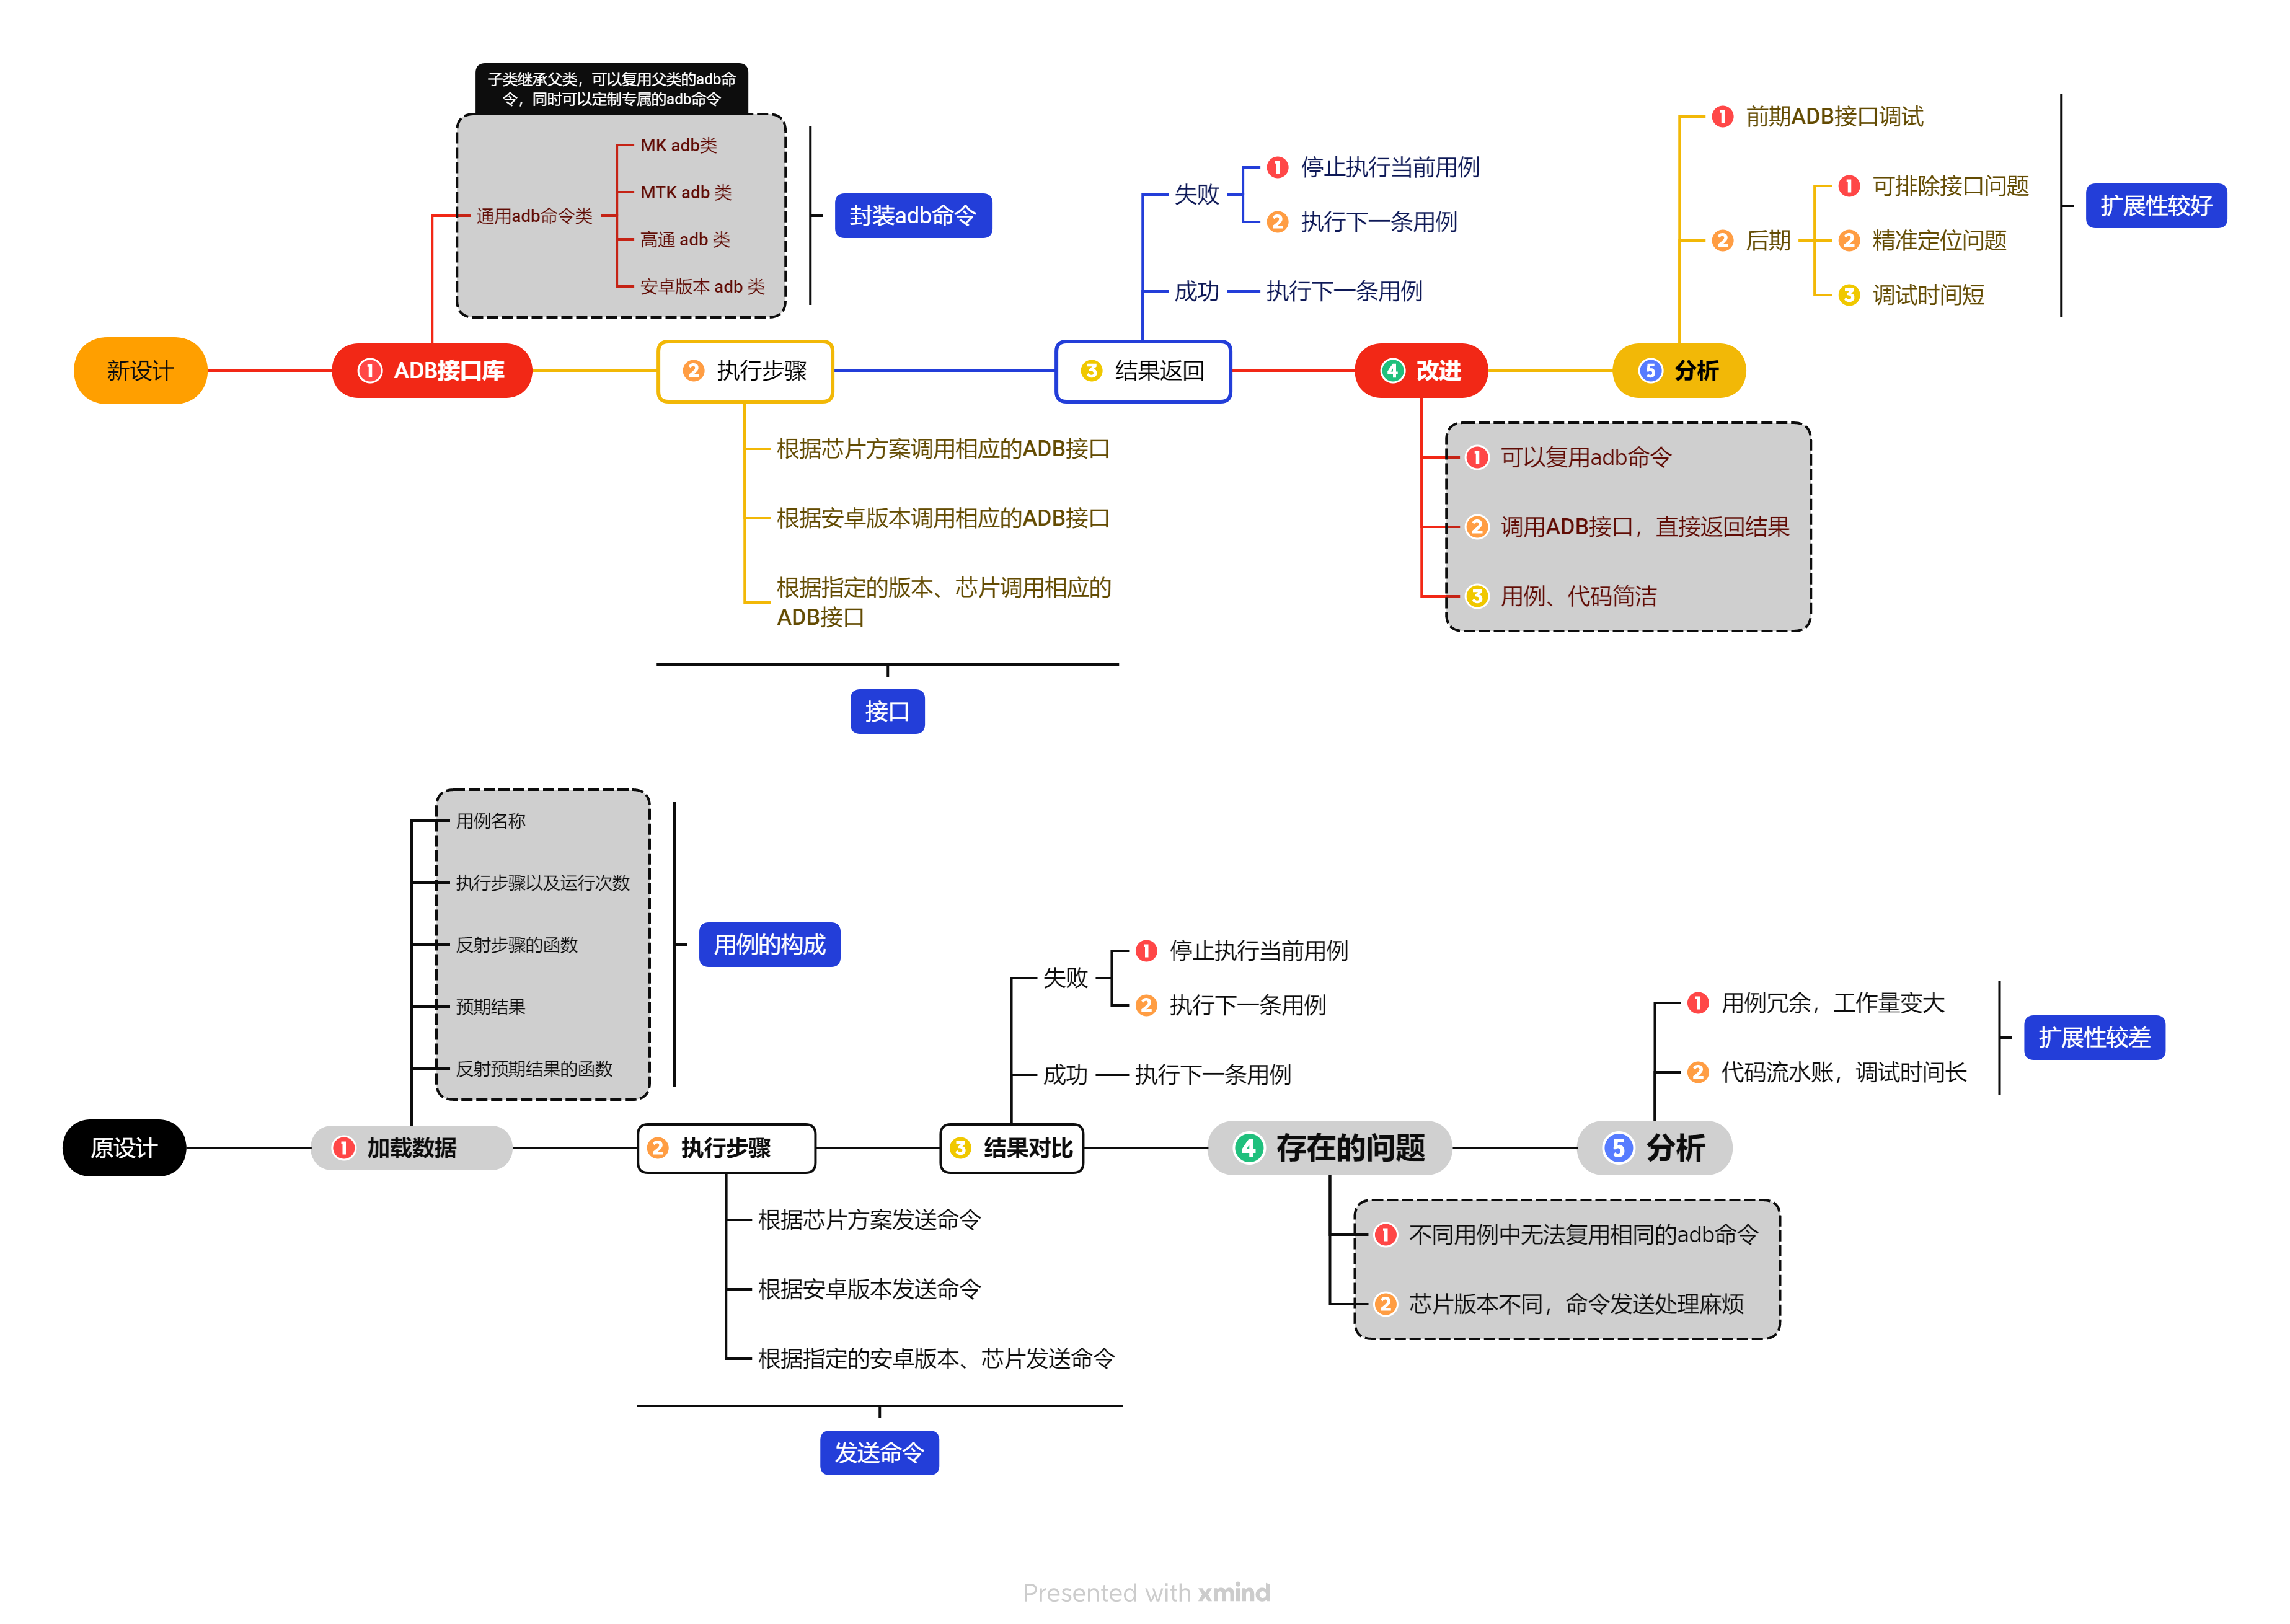 子类继承父类，可以复用父类的adb命
令，同时可以定制专属的adb命令
通用adb命令类
MK adb类
MTK adb 类
高通 adb 类
安卓版本 adb 类
封装adb命令
新设计
1 ADB接口库
2 执行步骤
根据芯片方案调用相应的ADB接口
根据安卓版本调用相应的ADB接口
根据指定的版本、芯片调用相应的
ADB接口
接口
3 结果返回
失败
1 停止执行当前用例
2 执行下一条用例
成功
执行下一条用例
4 改进
1 可以复用adb命令
2 调用ADB接口，直接返回结果
3 用例、代码简洁
5 分析
1 前期ADB接口调试
2 后期
1 可排除接口问题
2 精准定位问题
3 调试时间短
扩展性较好
原设计
1 加载数据
用例名称
执行步骤以及运行次数
反射步骤的函数
预期结果
反射预期结果的函数
用例的构成
2 执行步骤
根据芯片方案发送命令
根据安卓版本发送命令
根据指定的安卓版本、芯片发送命令
发送命令
3 结果对比
失败
1 停止执行当前用例
2 执行下一条用例
成功
执行下一条用例
4 存在的问题
1 不同用例中无法复用相同的adb命令
2 芯片版本不同，命令发送处理麻烦
5 分析
1 用例冗余，工作量变大
2 代码流水账，调试时间长
扩展性较差
Presented with xmind